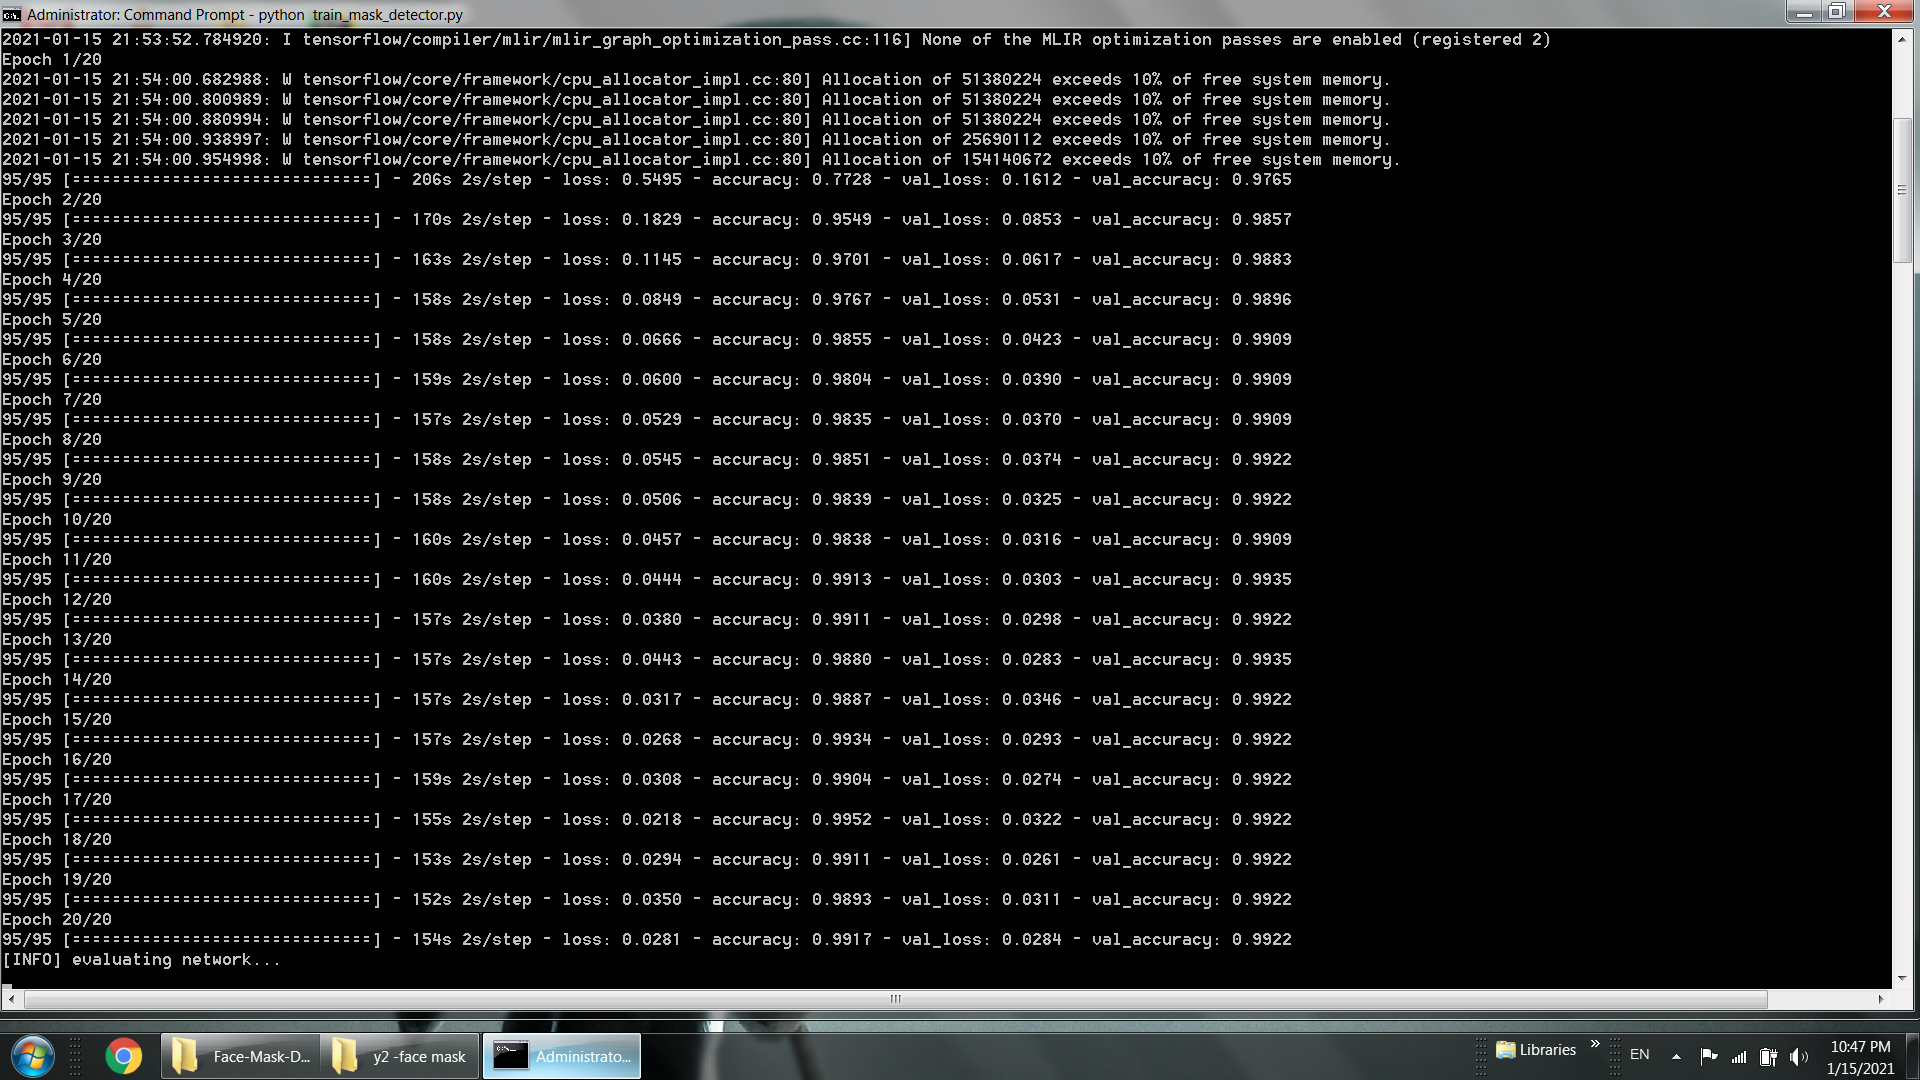 Administrator: Command Prompt - python  train_mask_detector.py
2021-01-15 21:53:52.784920: I tensorflow/compiler/mlir/mlir_graph_optimization_pass.cc:116] None of the MLIR optimization passes are enabled (registered 2)
Epoch 1/20
2021-01-15 21:54:00.682988: W tensorflow/core/framework/cpu_allocator_impl.cc:80] Allocation of 51380224 exceeds 10% of free system memory.
2021-01-15 21:54:00.800989: W tensorflow/core/framework/cpu_allocator_impl.cc:80] Allocation of 51380224 exceeds 10% of free system memory.
2021-01-15 21:54:00.880994: W tensorflow/core/framework/cpu_allocator_impl.cc:80] Allocation of 51380224 exceeds 10% of free system memory.
2021-01-15 21:54:00.938997: W tensorflow/core/framework/cpu_allocator_impl.cc:80] Allocation of 25690112 exceeds 10% of free system memory.
2021-01-15 21:54:00.954998: W tensorflow/core/framework/cpu_allocator_impl.cc:80] Allocation of 154140672 exceeds 10% of free system memory.
95/95 [==============================] - 206s 2s/step - loss: 0.5495 - accuracy: 0.7728 - val_loss: 0.1612 - val_accuracy: 0.9765
Epoch 2/20
95/95 [==============================] - 170s 2s/step - loss: 0.1829 - accuracy: 0.9549 - val_loss: 0.0853 - val_accuracy: 0.9857
Epoch 3/20
95/95 [==============================] - 163s 2s/step - loss: 0.1145 - accuracy: 0.9701 - val_loss: 0.0617 - val_accuracy: 0.9883
Epoch 4/20
95/95 [==============================] - 158s 2s/step - loss: 0.0849 - accuracy: 0.9767 - val_loss: 0.0531 - val_accuracy: 0.9896
Epoch 5/20
95/95 [==============================] - 158s 2s/step - loss: 0.0666 - accuracy: 0.9855 - val_loss: 0.0423 - val_accuracy: 0.9909
Epoch 6/20
95/95 [==============================] - 159s 2s/step - loss: 0.0600 - accuracy: 0.9804 - val_loss: 0.0390 - val_accuracy: 0.9909
Epoch 7/20
95/95 [==============================] - 157s 2s/step - loss: 0.0529 - accuracy: 0.9835 - val_loss: 0.0370 - val_accuracy: 0.9909
Epoch 8/20
95/95 [==============================] - 158s 2s/step - loss: 0.0545 - accuracy: 0.9851 - val_loss: 0.0374 - val_accuracy: 0.9922
Epoch 9/20
95/95 [==============================] - 158s 2s/step - loss: 0.0506 - accuracy: 0.9839 - val_loss: 0.0325 - val_accuracy: 0.9922
Epoch 10/20
95/95 [==============================] - 160s 2s/step - loss: 0.0457 - accuracy: 0.9838 - val_loss: 0.0316 - val_accuracy: 0.9909
Epoch 11/20
95/95 [==============================] - 160s 2s/step - loss: 0.0444 - accuracy: 0.9913 - val_loss: 0.0303 - val_accuracy: 0.9935
Epoch 12/20
95/95 [==============================] - 157s 2s/step - loss: 0.0380 - accuracy: 0.9911 - val_loss: 0.0298 - val_accuracy: 0.9922
Epoch 13/20
95/95 [==============================] - 157s 2s/step - loss: 0.0443 - accuracy: 0.9880 - val_loss: 0.0283 - val_accuracy: 0.9935
Epoch 14/20
95/95 [==============================] - 157s 2s/step - loss: 0.0317 - accuracy: 0.9887 - val_loss: 0.0346 - val_accuracy: 0.9922
Epoch 15/20
95/95 [==============================] - 157s 2s/step - loss: 0.0268 - accuracy: 0.9934 - val_loss: 0.0293 - val_accuracy: 0.9922
Epoch 16/20
95/95 [==============================] - 159s 2s/step - loss: 0.0308 - accuracy: 0.9904 - val_loss: 0.0274 - val_accuracy: 0.9922
Epoch 17/20
95/95 [==============================] - 155s 2s/step - loss: 0.0218 - accuracy: 0.9952 - val_loss: 0.0322 - val_accuracy: 0.9922
Epoch 18/20
95/95 [==============================] - 153s 2s/step - loss: 0.0294 - accuracy: 0.9911 - val_loss: 0.0261 - val_accuracy: 0.9922
Epoch 19/20
95/95 [==============================] - 152s 2s/step - loss: 0.0350 - accuracy: 0.9893 - val_loss: 0.0311 - val_accuracy: 0.9922
Epoch 20/20
95/95 [==============================] - 154s 2s/step - loss: 0.0281 - accuracy: 0.9917 - val_loss: 0.0284 - val_accuracy: 0.9922
[INFO] evaluating network...
Face-Mask-D...
y2 -face mask
Administrato...
Libraries
EN
10:47 PM
1/15/2021